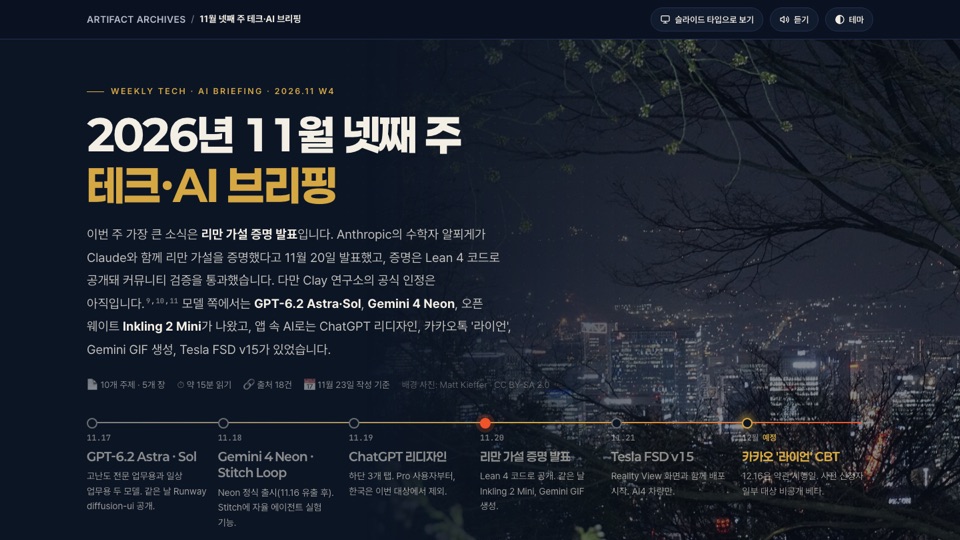 ARTIFACT ARCHIVES / 11월 넷째 주 테크·AI 브리핑
슬라이드 타입으로 보기
듣기
테마
WEEKLY TECH · AI BRIEFING · 2026.11 W4
2026년 11월 넷째 주
테크·AI 브리핑
이번 주 가장 큰 소식은 리만 가설 증명 발표입니다. Anthropic의 수학자 알푀게가
Claude와 함께 리만 가설을 증명했다고 11월 20일 발표했고, 증명은 Lean 4 코드로
공개돼 커뮤니티 검증을 통과했습니다. 다만 Clay 연구소의 공식 인정은
아직입니다.9,10,11 모델 쪽에서는 GPT-6.2 Astra·Sol, Gemini 4 Neon, 오픈
웨이트 Inkling 2 Mini가 나왔고, 앱 속 AI로는 ChatGPT 리디자인, 카카오톡 '라이언',
Gemini GIF 생성, Tesla FSD v15가 있었습니다.
10개 주제 · 5개 장
약 15분 읽기
출처 18건
11월 23일 작성 기준
배경 사진: Matt Kieffer · CC BY-SA 2.0
11.17
GPT-6.2 Astra · Sol
고난도 전문 업무용과 일상
업무용 두 모델. 같은 날 Runway
diffusion-ui 공개.
11.18
Gemini 4 Neon ·
Stitch Loop
Neon 정식 출시(11.16 유출 후).
Stitch에 자율 에이전트 실험
기능.
11.19
ChatGPT 리디자인
하단 3개 탭. Pro 사용자부터,
한국은 이번 대상에서 제외.
11.20
리만 가설 증명 발표
Lean 4 코드로 공개. 같은 날
Inkling 2 Mini, Gemini GIF
생성.
11.21
Tesla FSD v15
Reality View 화면과 함께 배포
시작. AI4 차량만.
12월 예정
카카오 '라이언' CBT
12.16 약관 시행일. 사전 신청자
일부 대상 비공개 베타.